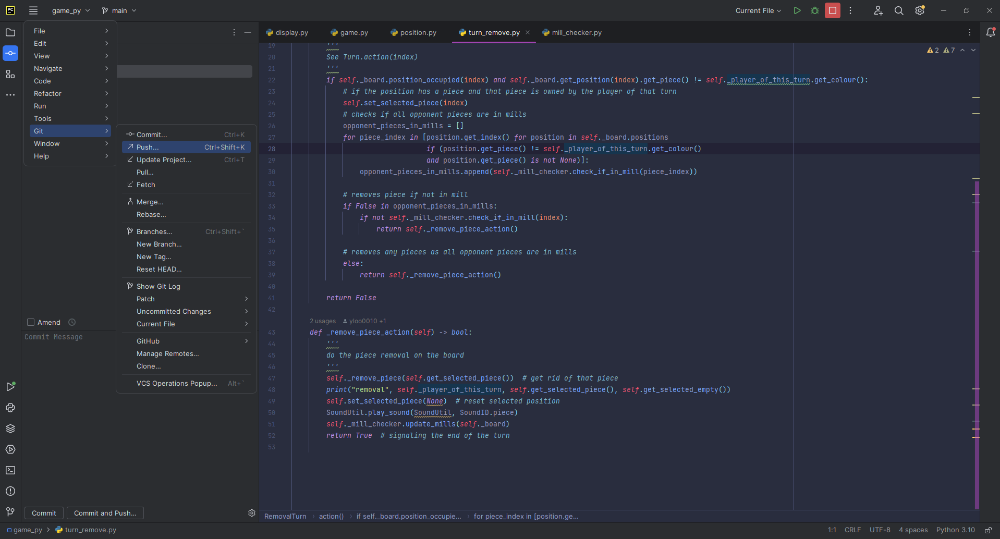 PC
game_py
main
Current File
File
Edit
View
Navigate
Code
Refactor
Run
Tools
Git
Window
Help
Commit... Ctrl+K
Push... Ctrl+Shift+K
Update Project... Ctrl+T
Pull...
Fetch
Merge...
Rebase...
Branches... Ctrl+Shift+`
New Branch...
New Tag...
Reset HEAD...
Show Git Log
Patch
Uncommitted Changes
Current File
GitHub
Manage Remotes...
Clone...
VCS Operations Popup... Alt+`
Amend
Commit Message
Commit
Commit and Push...
display.py
game.py
position.py
turn_remove.py
mill_checker.py
2 7
19 '''
20 See Turn.action(index)
21 '''
22 if self._board.position_occupied(index) and self._board.get_position(index).get_piece() != self._player_of_this_turn.get_colour():
23 # if the position has a piece and that piece is owned by the player of that turn
24 self.set_selected_piece(index)
25 # checks if all opponent pieces are in mills
26 opponent_pieces_in_mills = []
27 for piece_index in [position.get_index() for position in self._board.positions
28 if (position.get_piece() != self._player_of_this_turn.get_colour()
29 and position.get_piece() is not None)]:
30 opponent_pieces_in_mills.append(self._mill_checker.check_if_in_mill(piece_index))
31
32 # removes piece if not in mill
33 if False in opponent_pieces_in_mills:
34 if not self._mill_checker.check_if_in_mill(index):
35 return self._remove_piece_action()
36
37 # removes any pieces as all opponent pieces are in mills
38 else:
39 return self._remove_piece_action()
40
41 return False
42
2 usages yloo0010 +1
43 def _remove_piece_action(self) -> bool:
44 '''
45 do the piece removal on the board
46 '''
47 self._remove_piece(self.get_selected_piece()) # get rid of that piece
48 print("removal", self._player_of_this_turn, self.get_selected_piece(), self.get_selected_empty())
49 self.set_selected_piece(None) # reset selected position
50 SoundUtil.play_sound(SoundUtil, SoundID.piece)
51 self._mill_checker.update_mills(self._board)
52 return True # signaling the end of the turn
53
RemovalTurn > action() > if self._board.position_occupie... > for piece_index in [position.ge...
game_py > turn_remove.py
1:1 CRLF UTF-8 4 spaces Python 3.10